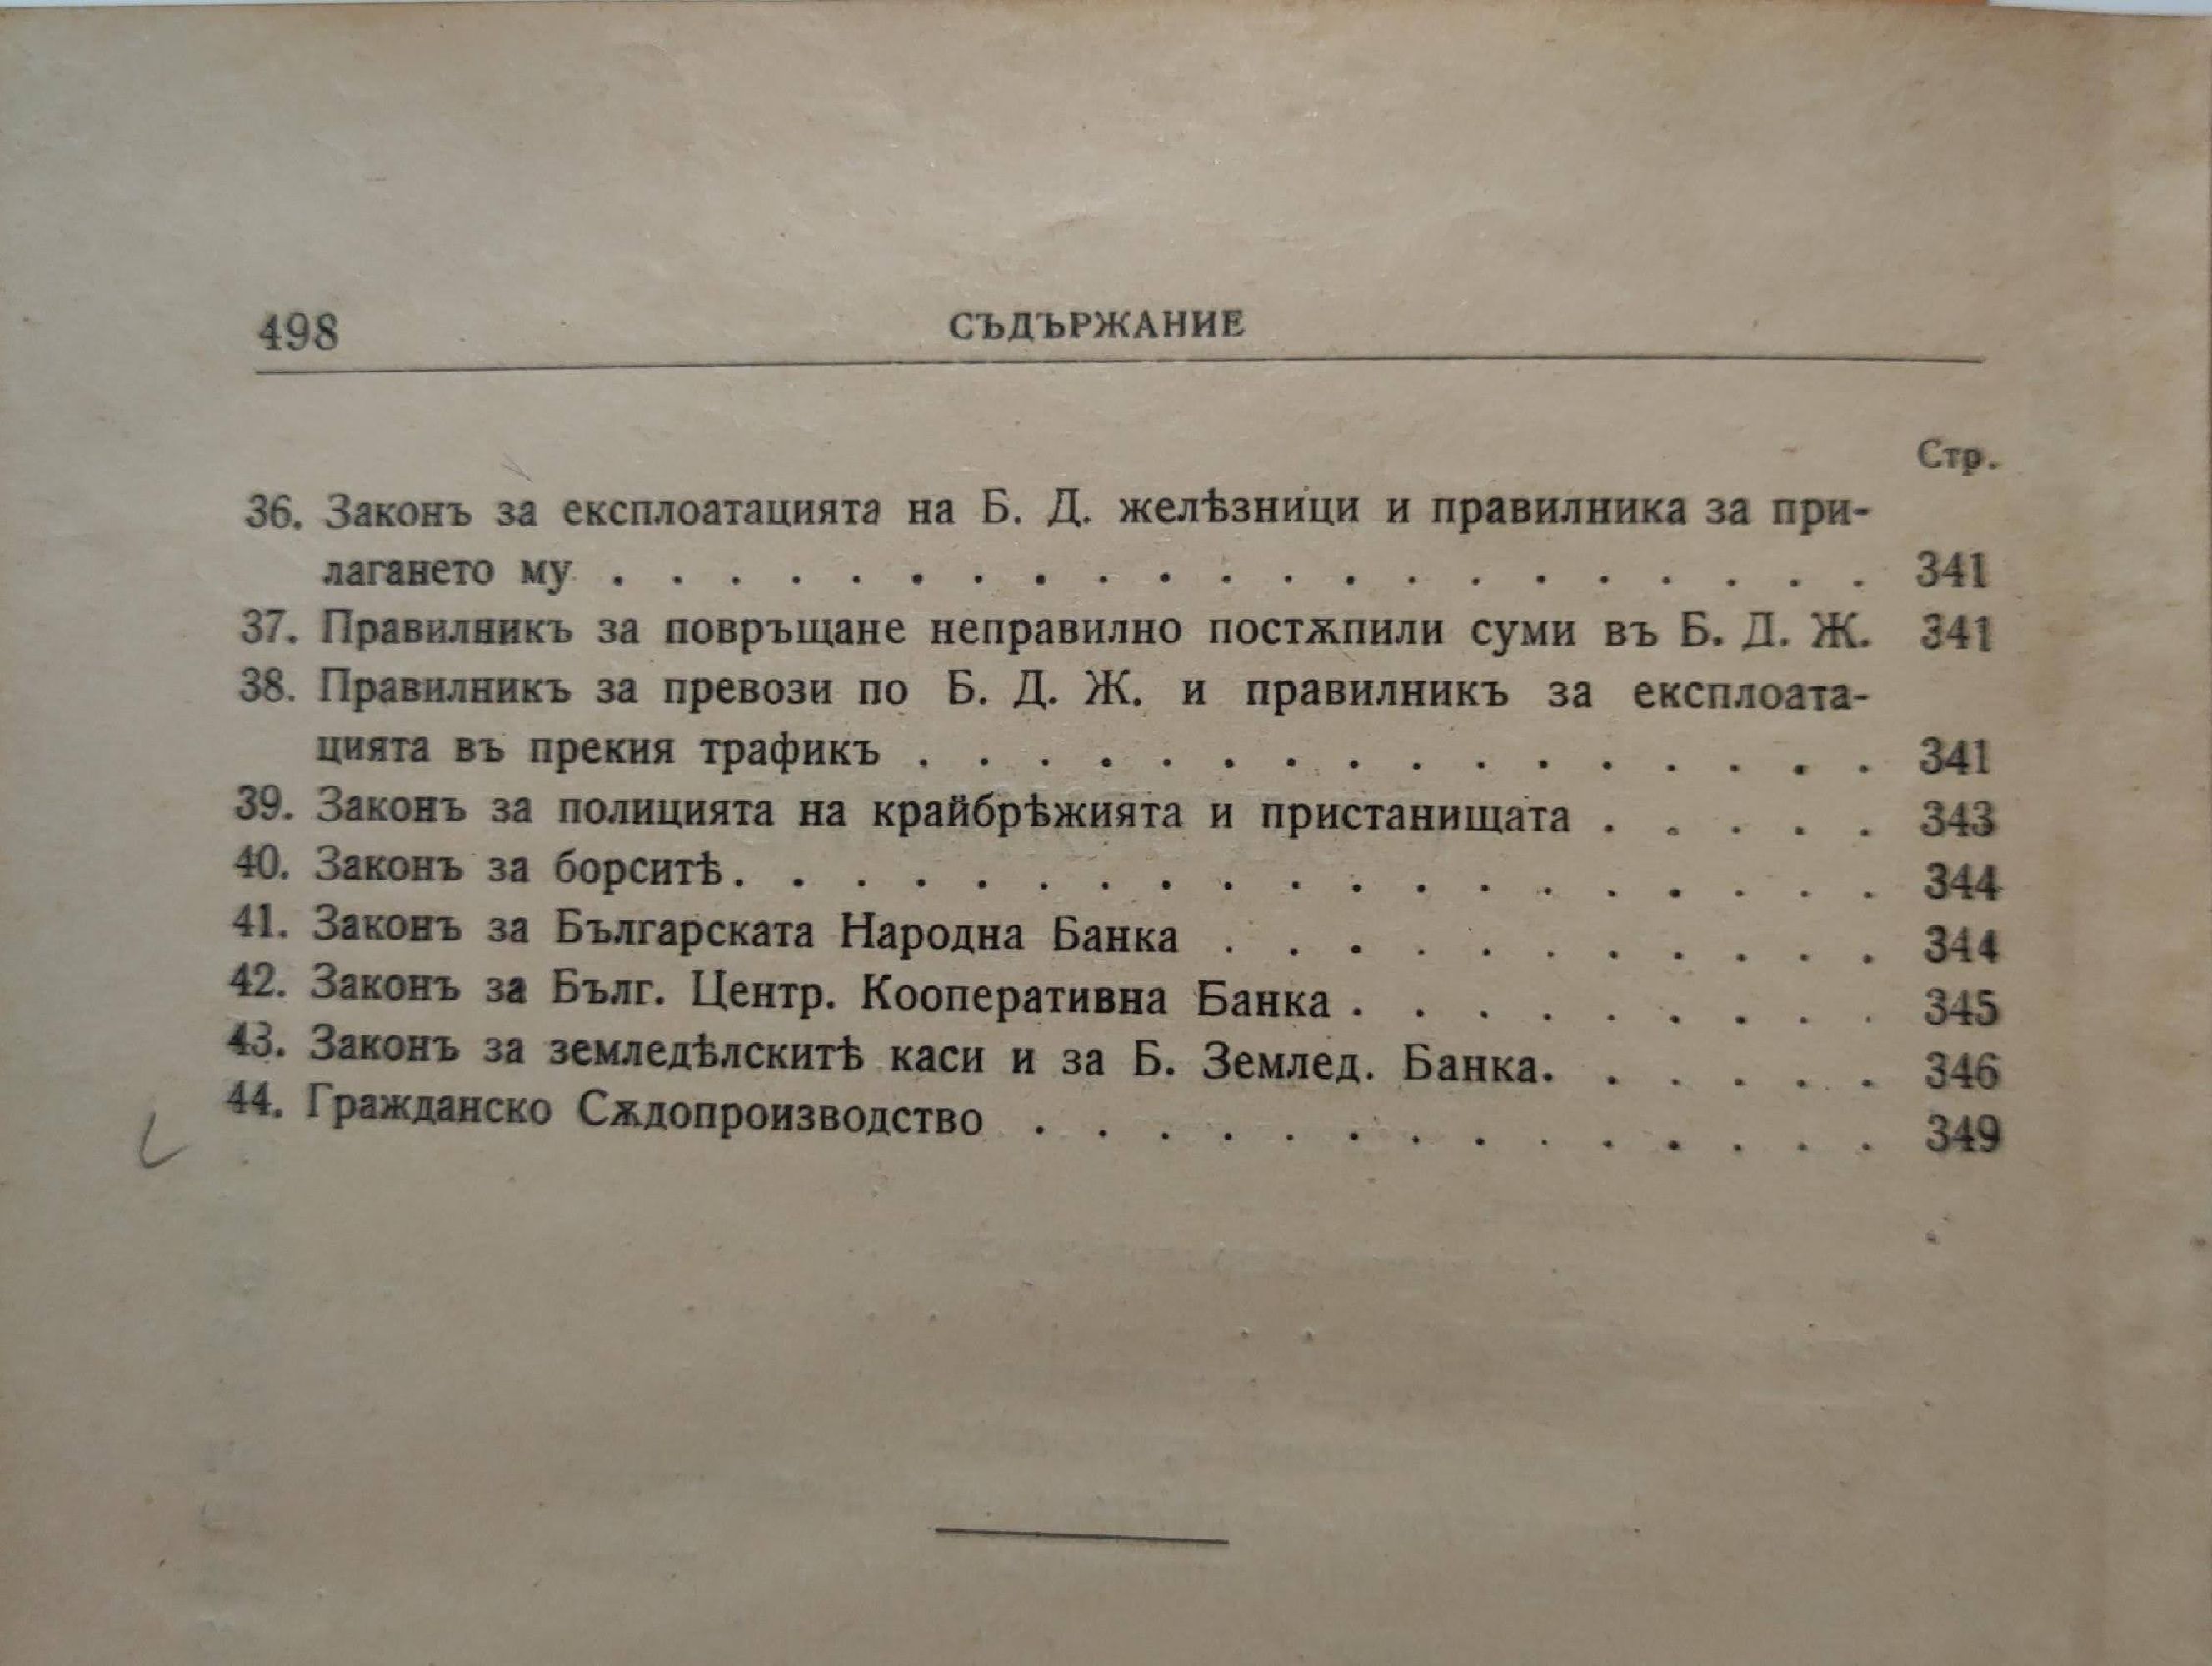 498 СЪДЪРЖАНИЕ
Стр.
36. Законъ за експлоатацията на Б. Д. желѣзници и правилника за при-
лагането му . . . . . . . . . . . . . . . . . . . . . 341
37. Правилникъ за повръщане неправилно постѫпили суми въ Б. Д. Ж. 341
38. Правилникъ за превози по Б. Д. Ж. и правилникъ за експлоата-
цията въ прекия трафикъ . . . . . . . . . . . . . . . . 341
39. Законъ за полицията на крайбрѣжията и пристанищата . . . . . 343
40. Законъ за борситѣ. . . . . . . . . . . . . . . . . . . 344
41. Законъ за Българската Народна Банка . . . . . . . . . . . 344
42. Законъ за Бълг. Центр. Кооперативна Банка . . . . . . . . . 345
43. Законъ за земледѣлскитѣ каси и за Б. Землед. Банка. . . . . . 346
44. Гражданско Сѫдопроизводство . . . . . . . . . . . . . . 349